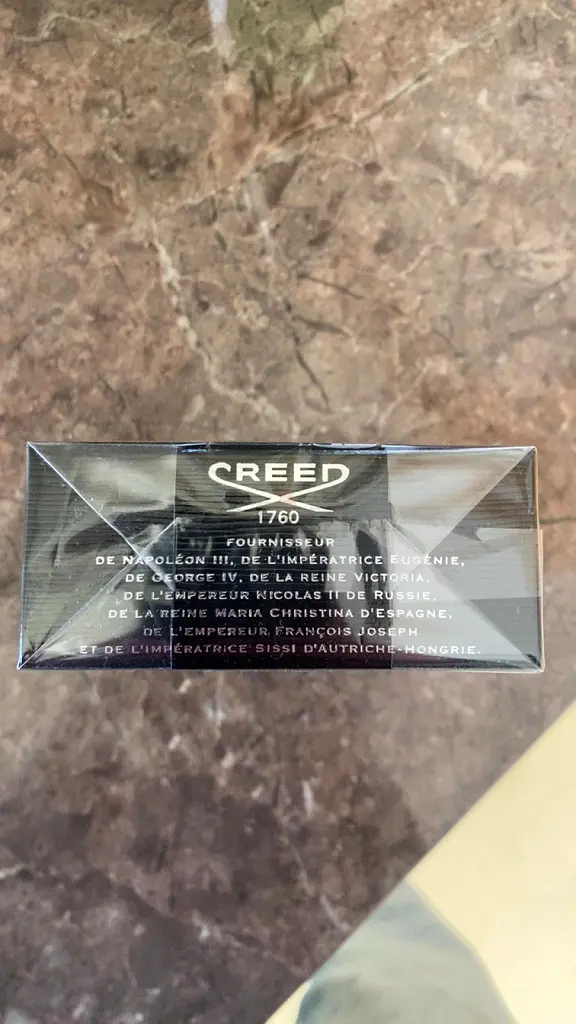 CREED
1760
FOURNISSEUR
DE NAPOLÉON III, DE L'IMPÉRATRICE EUGÉNIE,
DE GEORGE IV, DE LA REINE VICTORIA,
DE L'EMPEREUR NICOLAS II DE RUSSIE,
DE LA REINE MARIA CHRISTINA D'ESPAGNE,
DE L'EMPEREUR FRANÇOIS JOSEPH
ET DE L'IMPÉRATRICE SISSI D'AUTRICHE-HONGRIE.